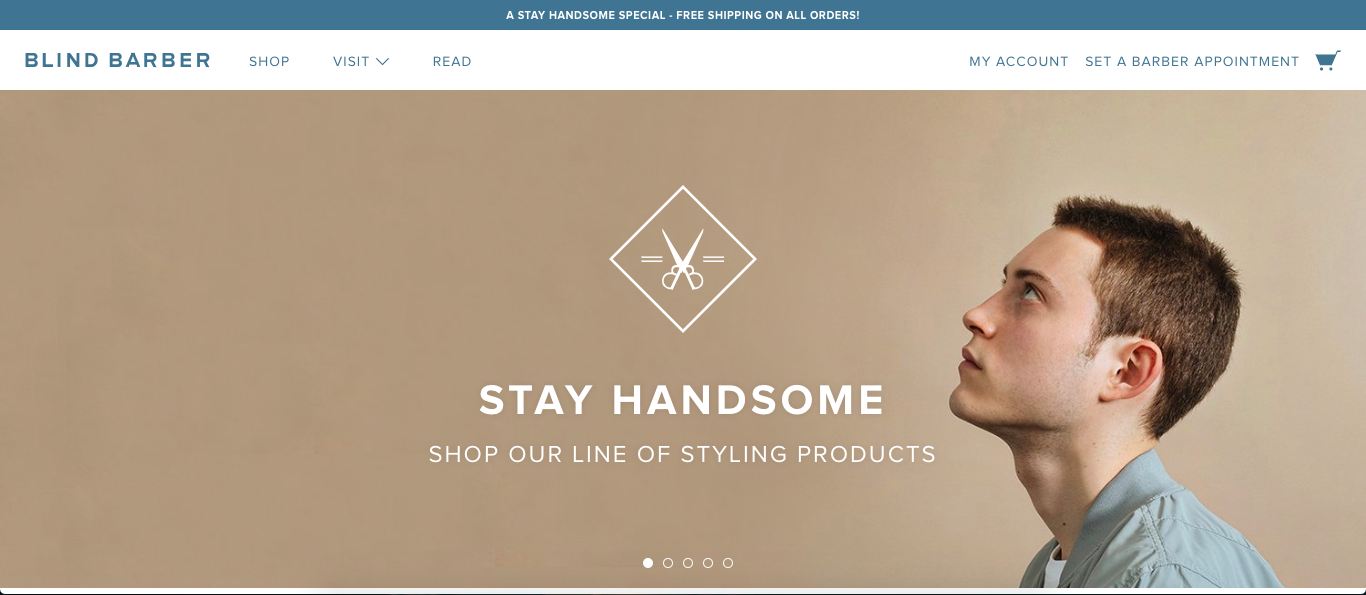 A STAY HANDSOME SPECIAL - FREE SHIPPING ON ALL ORDERS!
BLIND BARBER SHOP VISIT READ MY ACCOUNT SET A BARBER APPOINTMENT
STAY HANDSOME
SHOP OUR LINE OF STYLING PRODUCTS